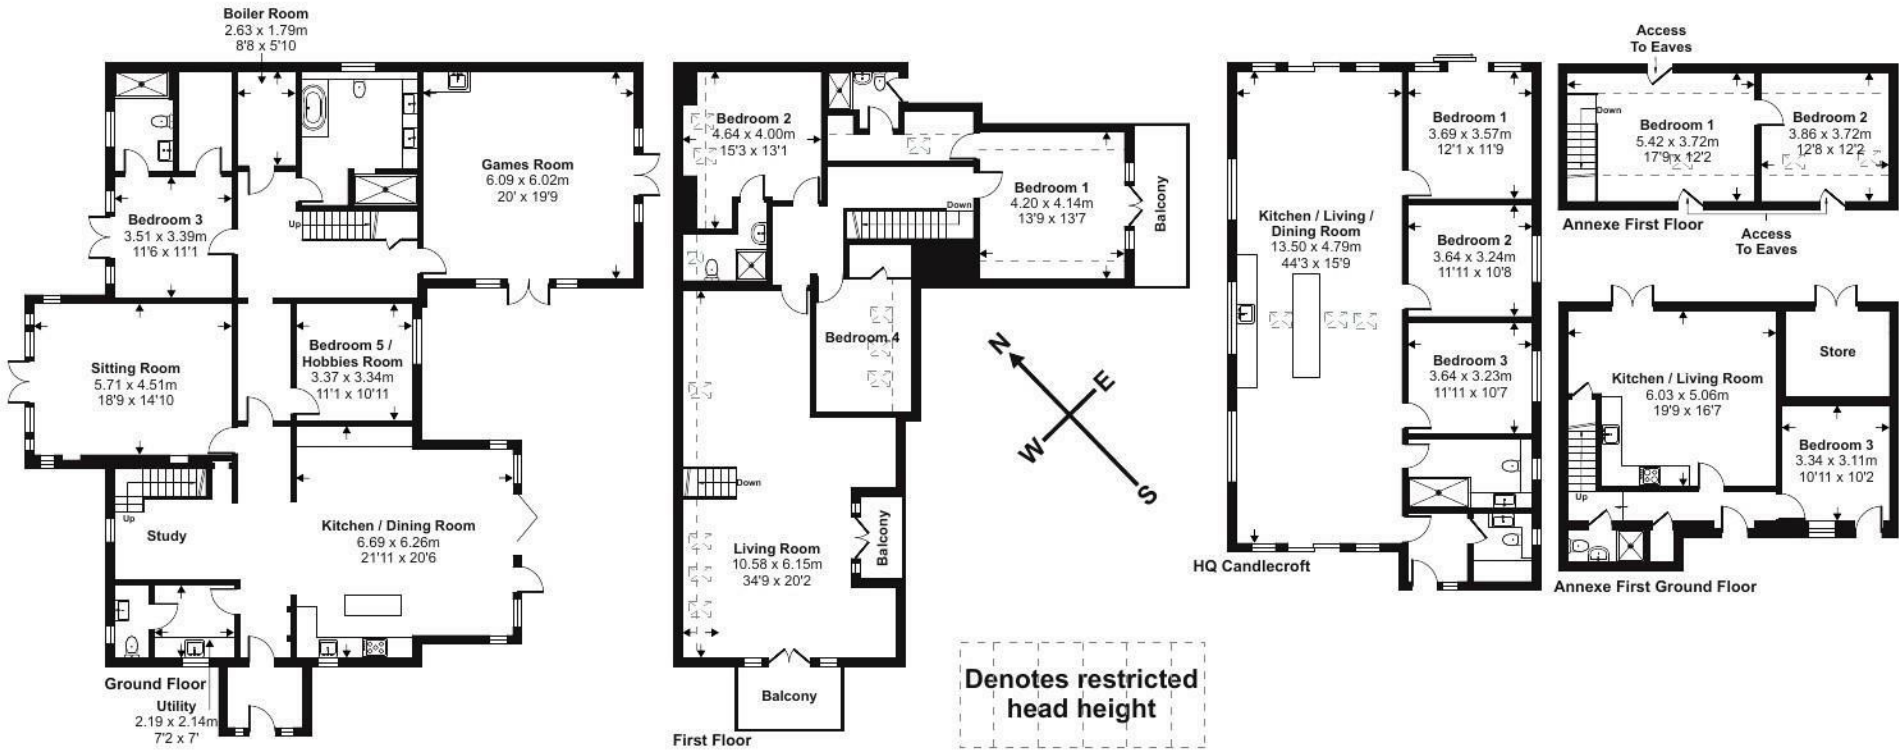 Boiler Room
2.63 x 1.79m
8'8 x 5'10
Games Room
6.09 x 6.02m
20' x 19'9
Up
Bedroom 3
3.51 x 3.39m
11'6 x 11'1
Sitting Room
5.71 x 4.51m
18'9 x 14'10
Bedroom 5 /
Hobbies Room
3.37 x 3.34m
11'1 x 10'11
Up
Study
Kitchen / Dining Room
6.69 x 6.26m
21'11 x 20'6
Ground Floor
Utility
2.19 x 2.14m
7'2 x 7'
Bedroom 2
4.64 x 4.00m
15'3 x 13'1
Down
Bedroom 1
4.20 x 4.14m
13'9 x 13'7
Balcony
Bedroom 4
Down
Living Room
10.58 x 6.15m
34'9 x 20'2
Balcony
Balcony
First Floor
N
E
W
S
Denotes restricted
head height
Kitchen / Living /
Dining Room
13.50 x 4.79m
44'3 x 15'9
Bedroom 1
3.69 x 3.57m
12'1 x 11'9
Bedroom 2
3.64 x 3.24m
11'11 x 10'8
Bedroom 3
3.64 x 3.23m
11'11 x 10'7
HQ Candlecroft
Access
To Eaves
Down
Bedroom 1
5.42 x 3.72m
17'9 x 12'2
Bedroom 2
3.86 x 3.72m
12'8 x 12'2
Annexe First Floor
Access
To Eaves
Store
Kitchen / Living Room
6.03 x 5.06m
19'9 x 16'7
Bedroom 3
3.34 x 3.11m
10'11 x 10'2
Up
Annexe First Ground Floor